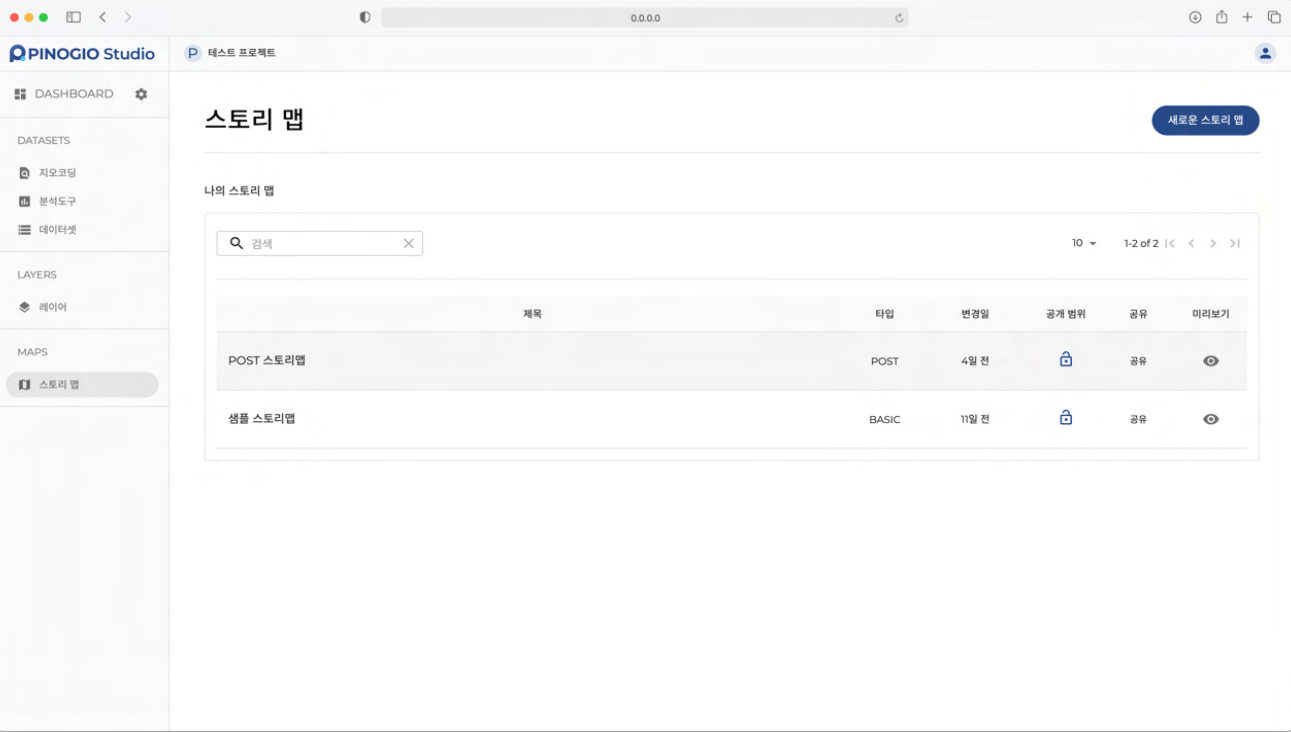 0.0.0.0
PINOGIO Studio
P 테스트 프로젝트
DASHBOARD
DATASETS
지오코딩
분석도구
데이터셋
LAYERS
레이어
MAPS
스토리 맵
스토리 맵
새로운 스토리 맵
나의 스토리 맵
검색
10
1-2 of 2
제목 타입 변경일 공개 범위 공유 미리보기
POST 스토리맵 POST 4일 전 공유
샘플 스토리맵 BASIC 11일 전 공유